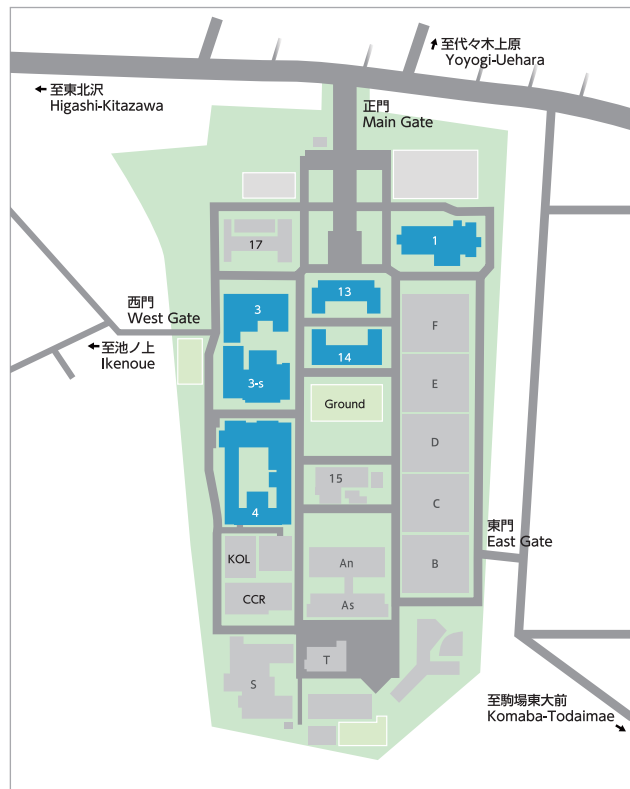 至代々木上原
Yoyogi-Uehara
至東北沢
Higashi-Kitazawa
正門
Main Gate
17
1
13
3
西門
West Gate
F
14
至池ノ上
Ikenoue
3-s
E
Ground
D
15
4
C
東門
East Gate
KOL
An
B
CCR
As
T
S
至駒場東大前
Komaba-Todaimae